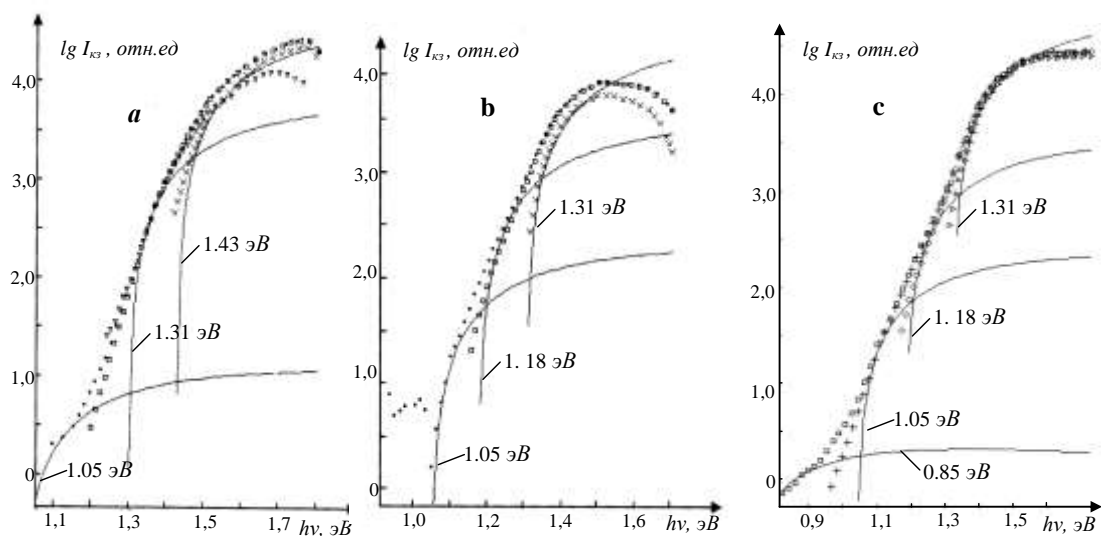 lg Iкз , отн.ед
4,0
a
3,0
1.43 эВ
2,0
1.31 эВ
1,0
0
1.05 эВ
1,1 1,3 1,5 1,7 hν, эВ
lg Iкз , отн.ед
4,0
b
3,0
1.31 эВ
2,0
1. 18 эВ
1,0
1.05 эВ
0
1,0 1,2 1,4 1,6 hν, эВ
lg Iкз , отн.ед
4,0
c
3,0
1.31 эВ
2,0
1. 18 эВ
1,0
1.05 эВ
0.85 эВ
0
0,9 1,1 1,3 1,5 hν, эВ